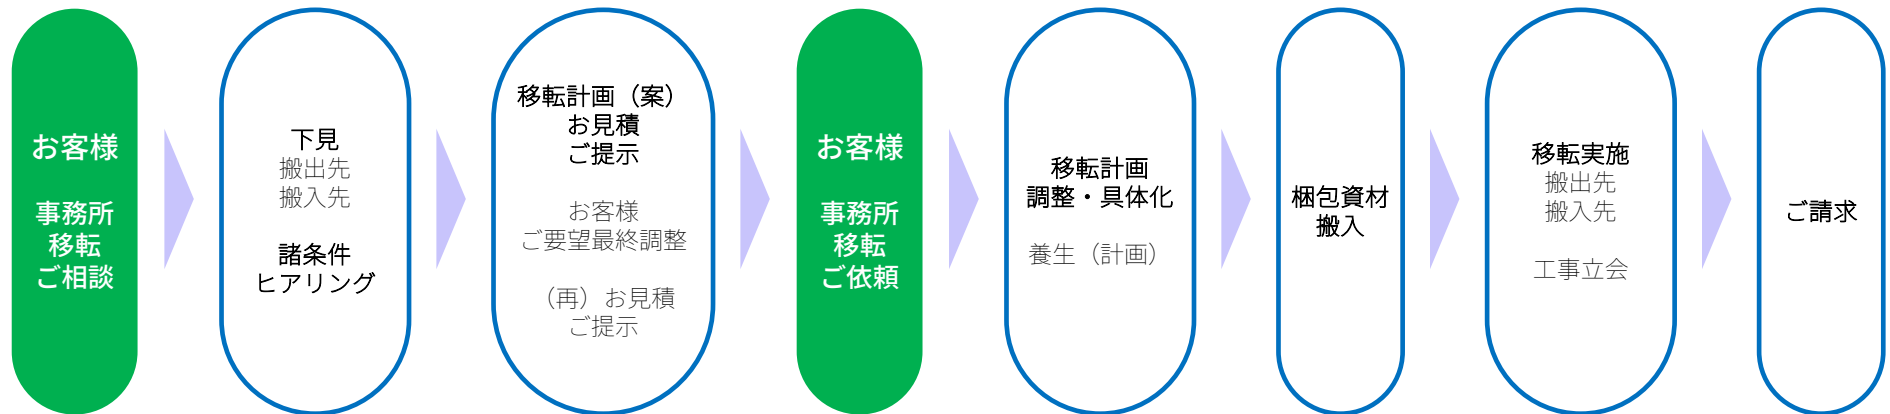 お客様
事務所
移転
ご相談
下見
搬出先
搬入先
諸条件
ヒアリング
移転計画（案）
お見積
ご提示
お客様
ご要望最終調整
（再）お見積
ご提示
お客様
事務所
移転
ご依頼
移転計画
調整・具体化
養生（計画）
梱包資材
搬入
移転実施
搬出先
搬入先
工事立会
ご請求